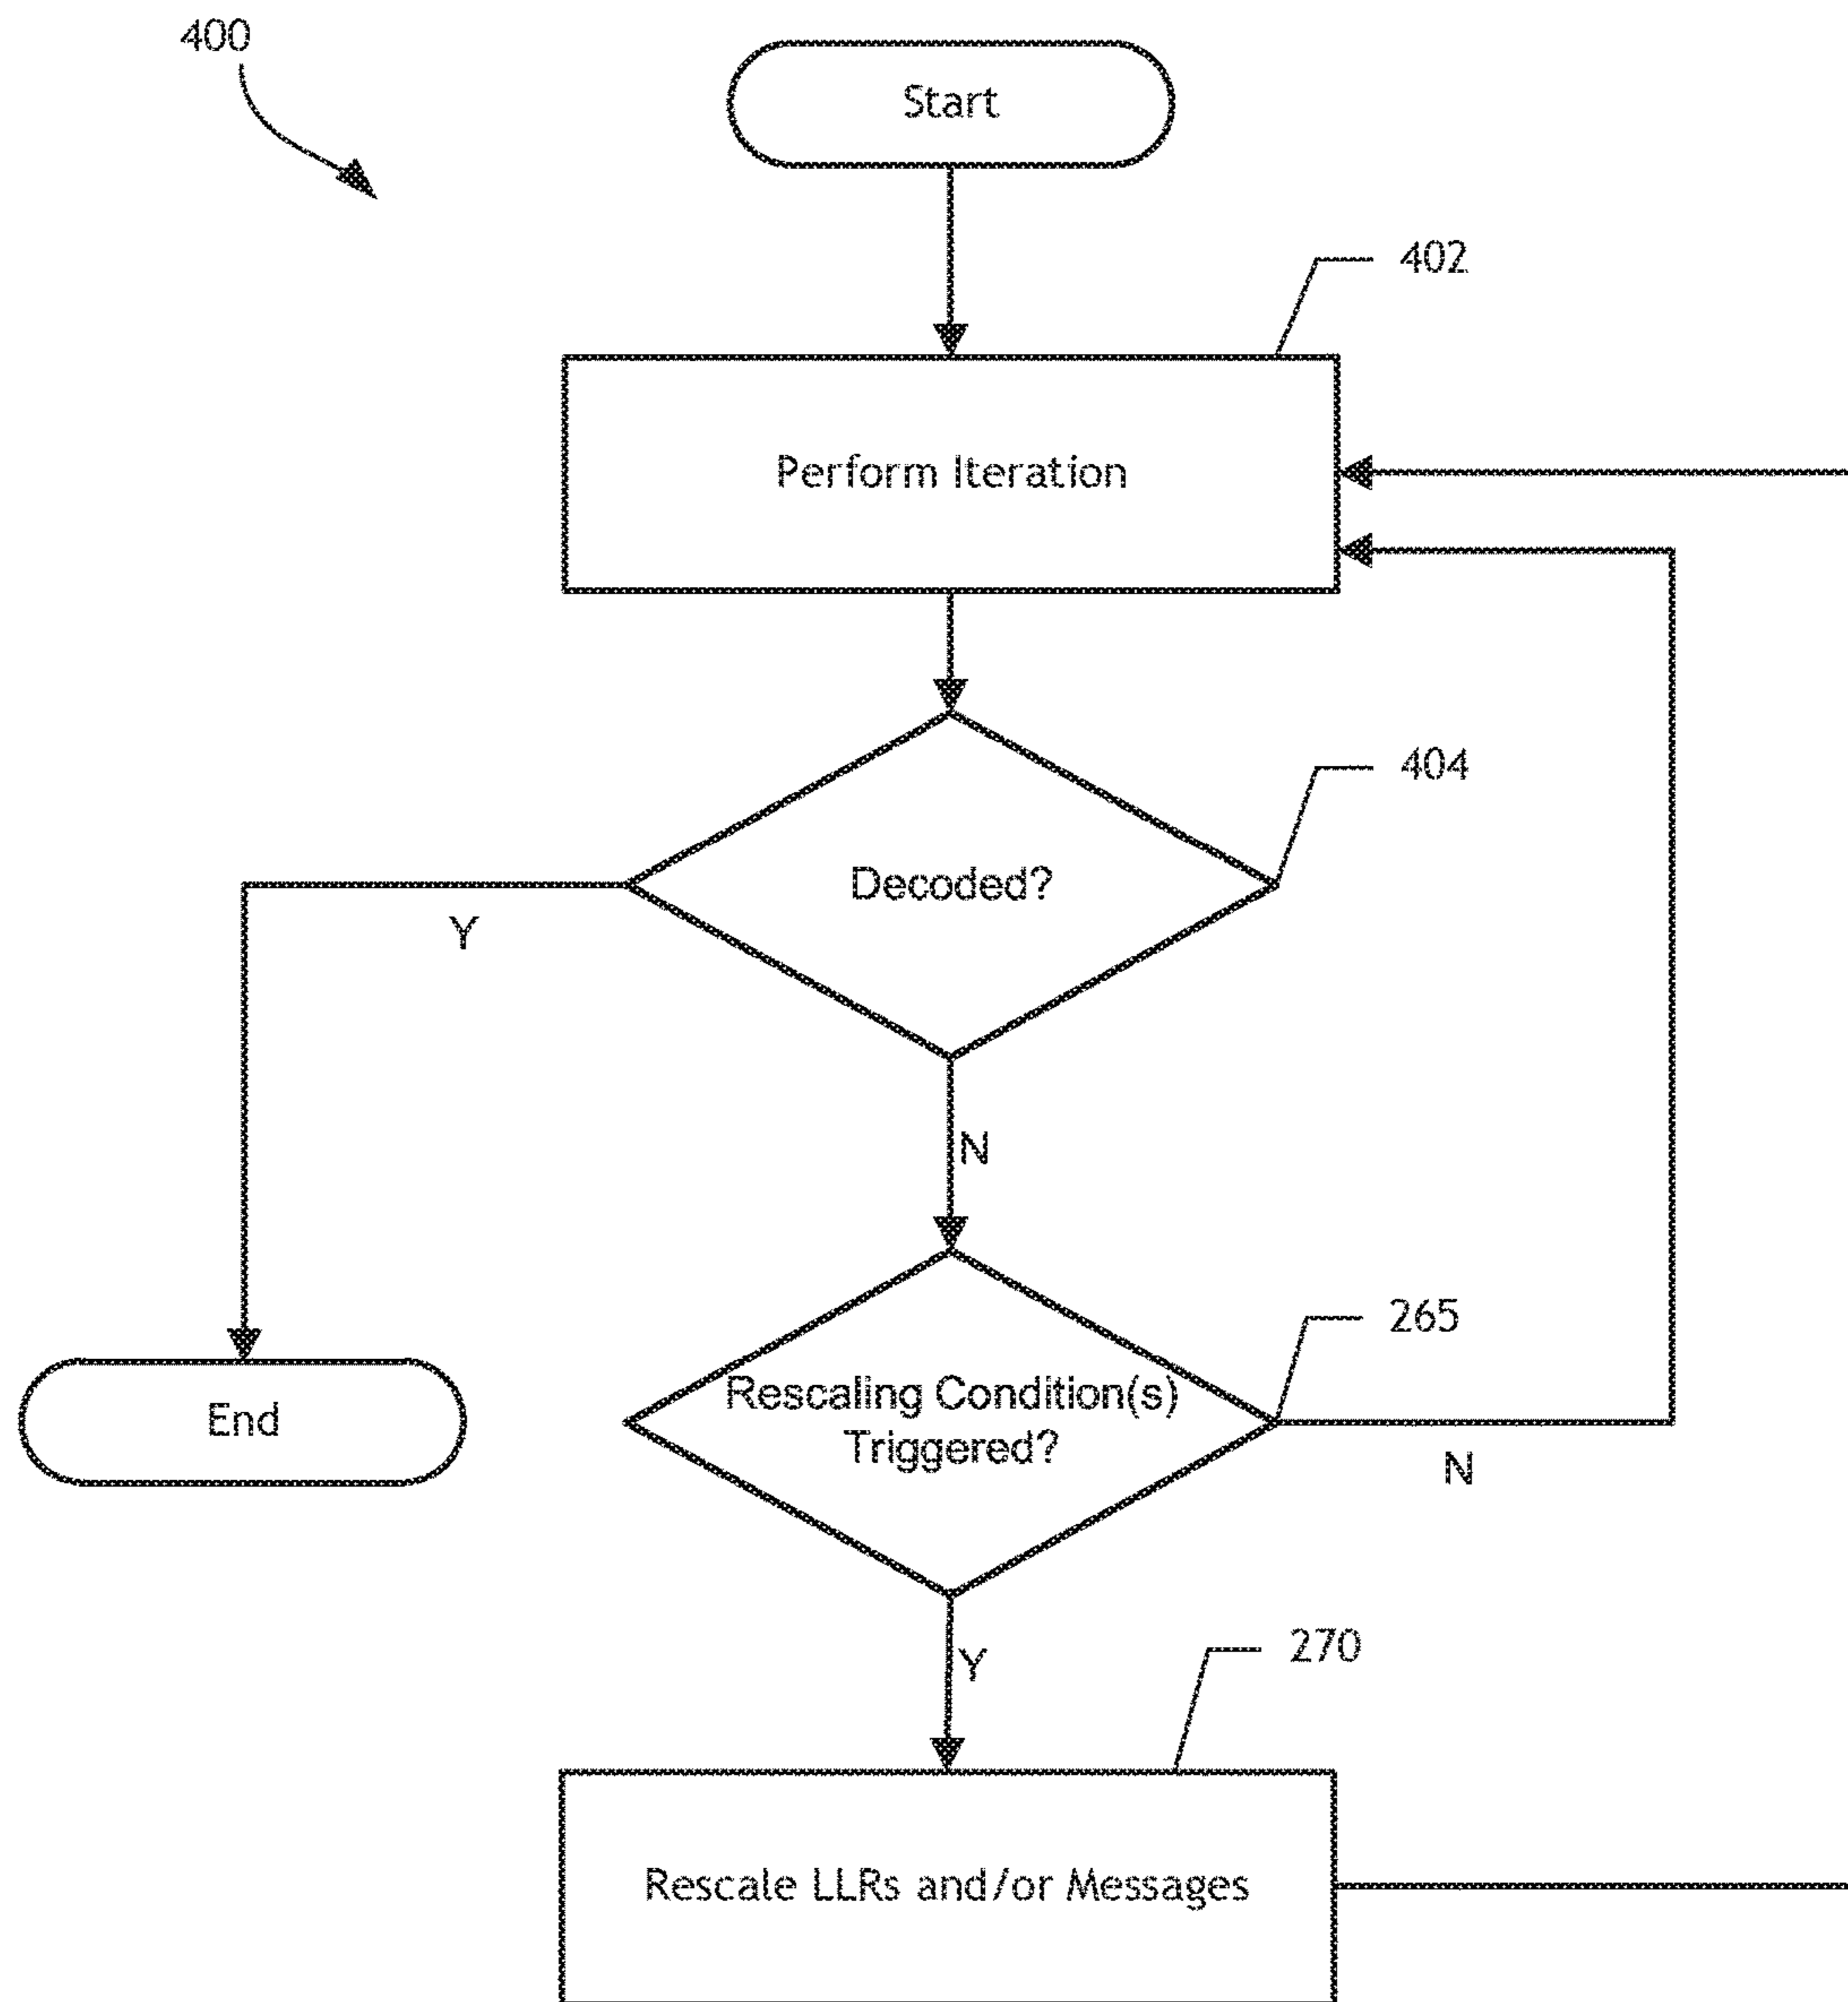 400
Start
402
Perform Iteration
404
Decoded?
Y
N
265
Rescaling Condition(s)
Triggered?
End
N
Y
270
Rescale LLRs and/or Messages